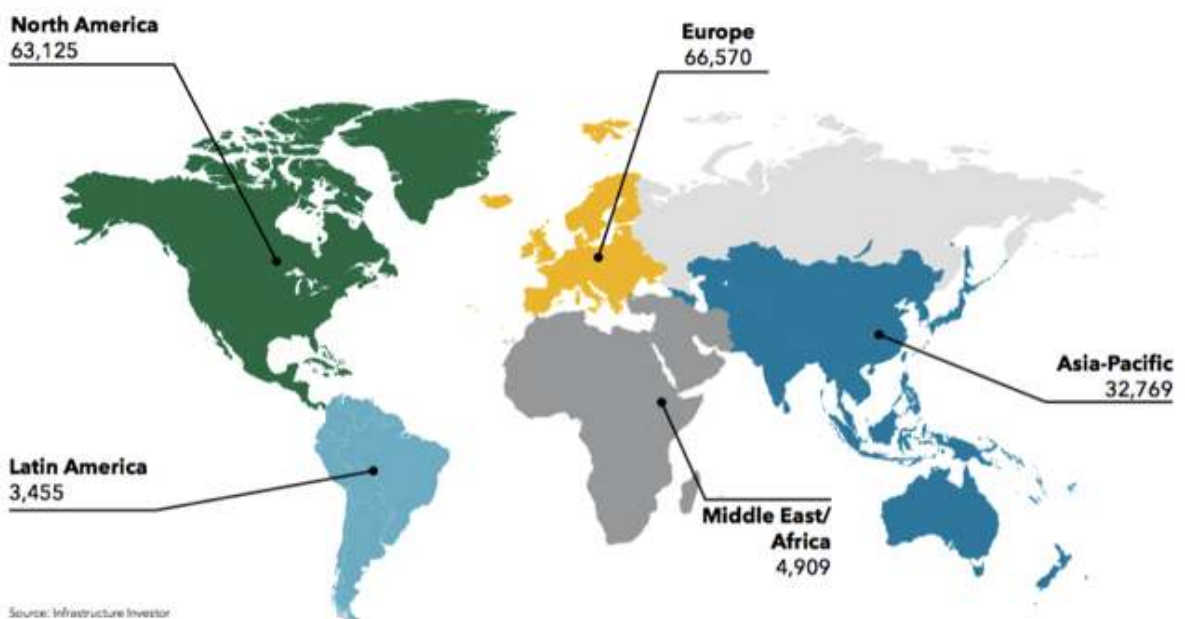 North America
63,125
Europe
66,570
Asia-Pacific
32,769
Latin America
3,455
Middle East/
Africa
4,909
Source: Infrastructure Investor